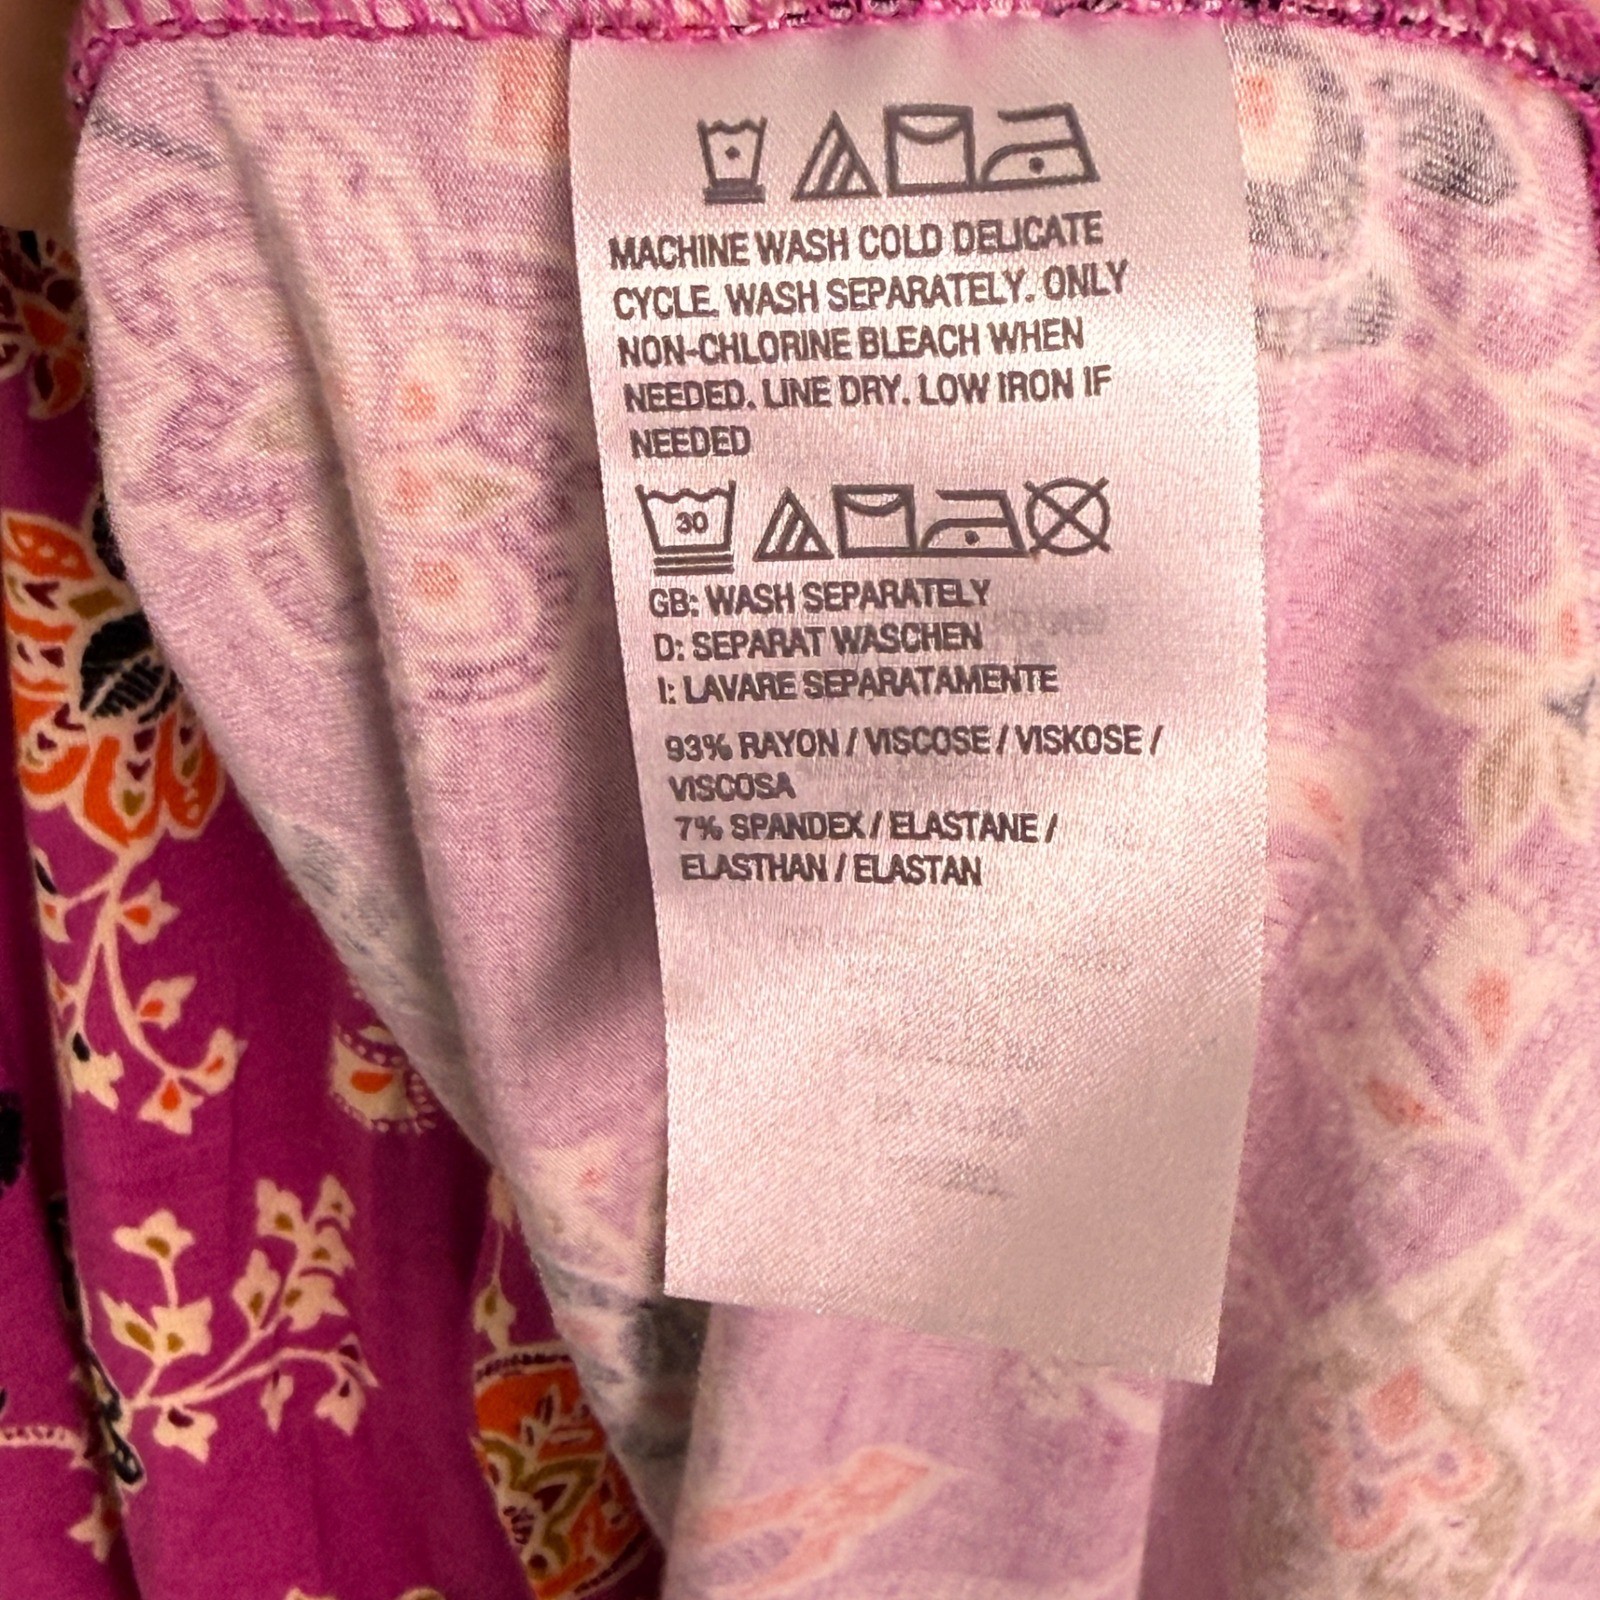 MACHINE WASH COLD DELICATE
CYCLE. WASH SEPARATELY. ONLY
NON-CHLORINE BLEACH WHEN
NEEDED. LINE DRY. LOW IRON IF
NEEDED
30
GB: WASH SEPARATELY
D: SEPARAT WASCHEN
I: LAVARE SEPARATAMENTE
93% RAYON / VISCOSE / VISKOSE /
VISCOSA
7% SPANDEX / ELASTANE /
ELASTHAN / ELASTAN